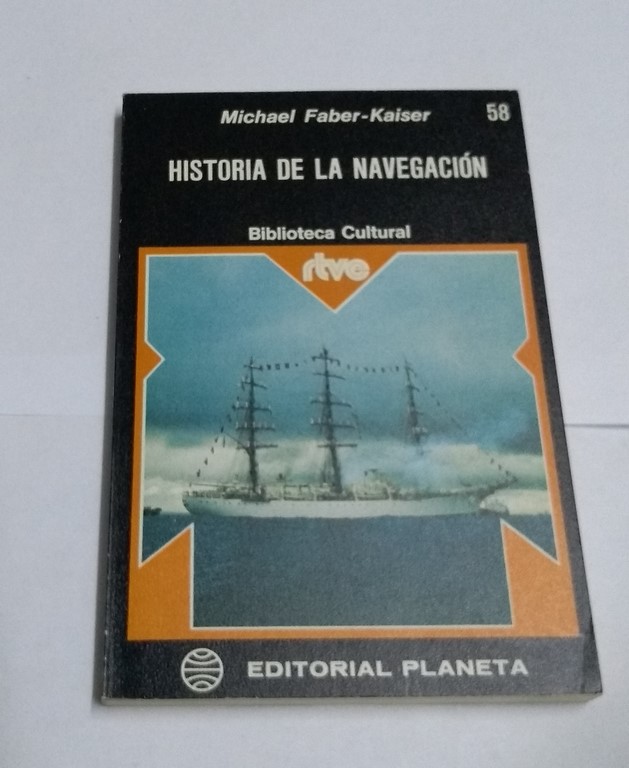 Michael Faber-Kaiser 58
HISTORIA DE LA NAVEGACIÓN
Biblioteca Cultural
rtve
EDITORIAL PLANETA